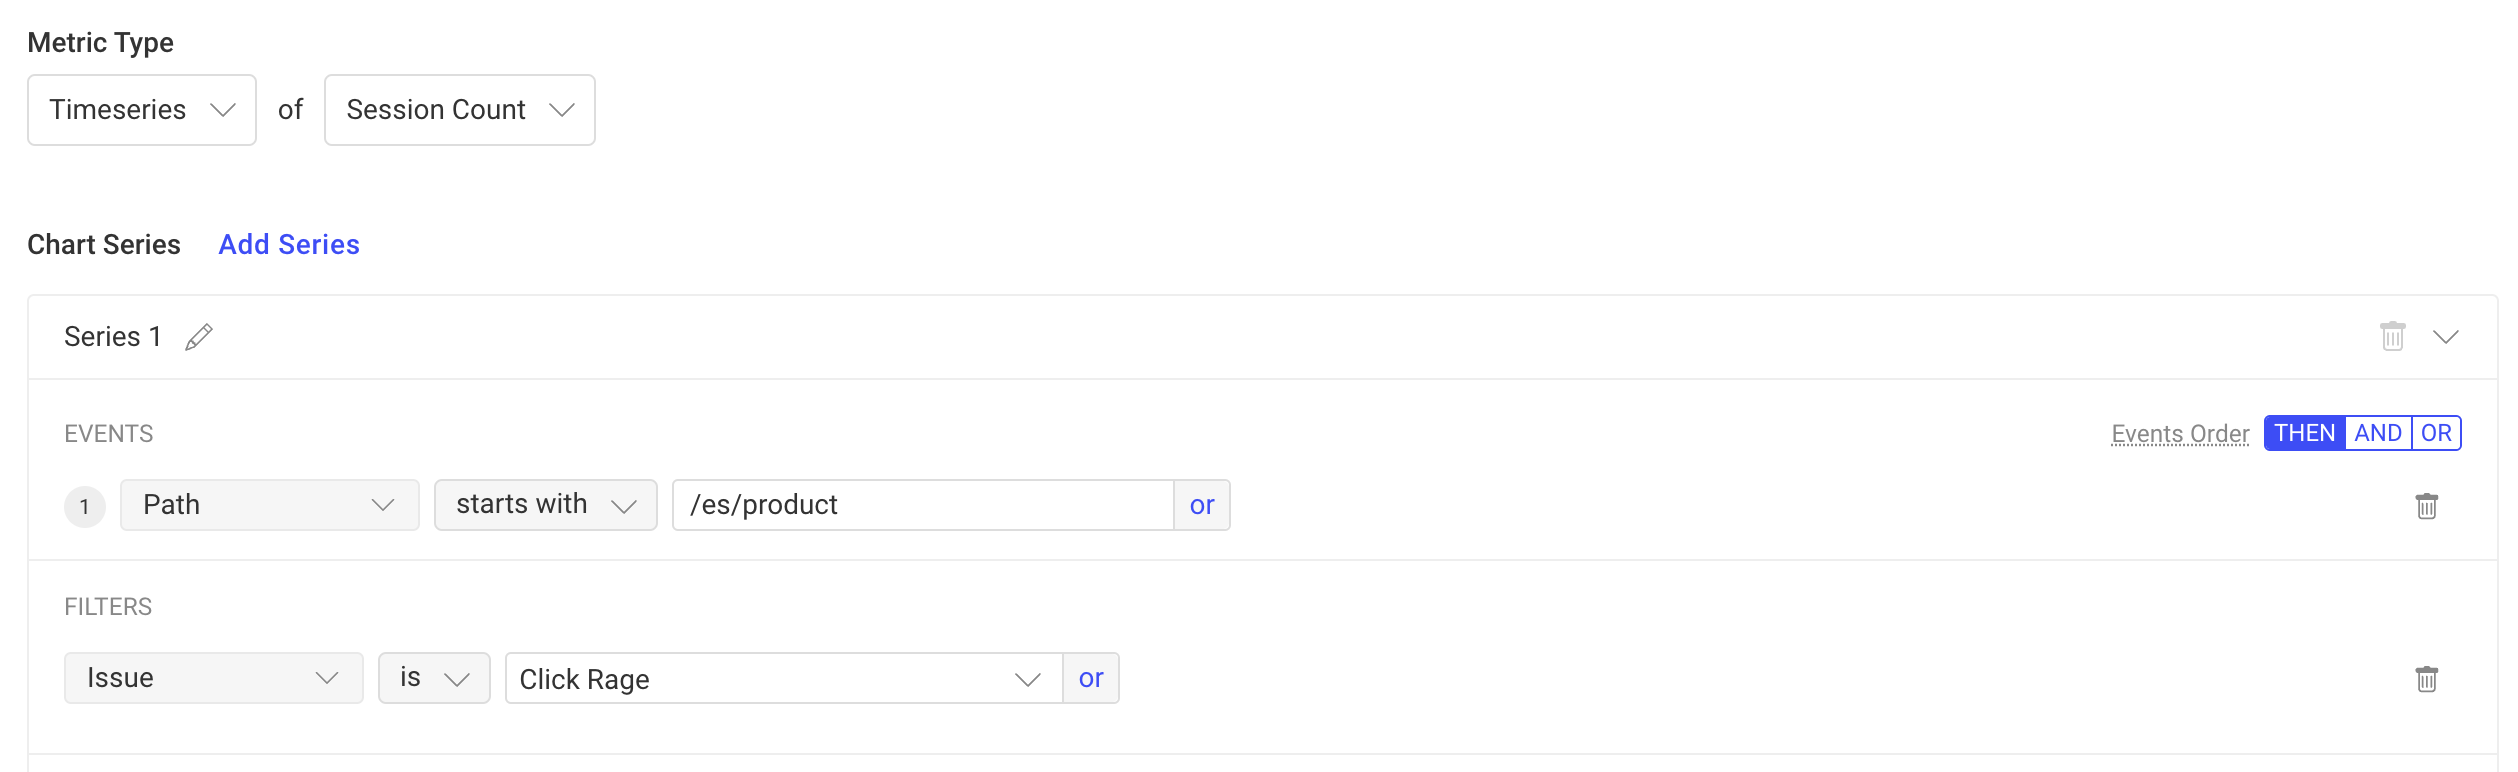 Metric Type
Timeseries of Session Count
Chart Series Add Series
Series 1
EVENTS Events Order THEN AND OR
1 Path starts with /es/product or
FILTERS
Issue is Click Rage or